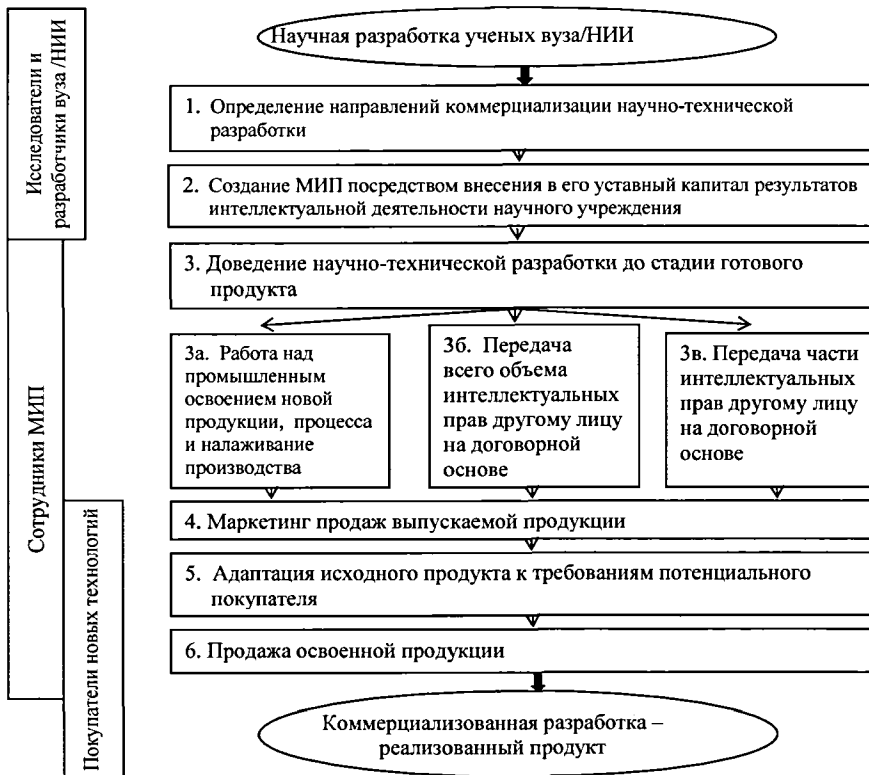 Исследователи и
разработчики вуза /НИИ
Научная разработка ученых вуза/НИИ
1. Определение направлений коммерциализации научно-технической
разработки
2. Создание МИП посредством внесения в его уставный капитал результатов
интеллектуальной деятельности научного учреждения
Сотрудники МИП
3. Доведение научно-технической разработки до стадии готового
продукта
3а. Работа над
промышленным
освоением новой
продукции, процесса
и налаживание
производства
3б. Передача
всего объема
интеллектуальных
прав другому лицу
на договорной
основе
3в. Передача части
интеллектуальных
прав другому лицу
на договорной
основе
Покупатели новых технологий
4. Маркетинг продаж выпускаемой продукции
5. Адаптация исходного продукта к требованиям потенциального
покупателя
6. Продажа освоенной продукции
Коммерциализованная разработка –
реализованный продукт